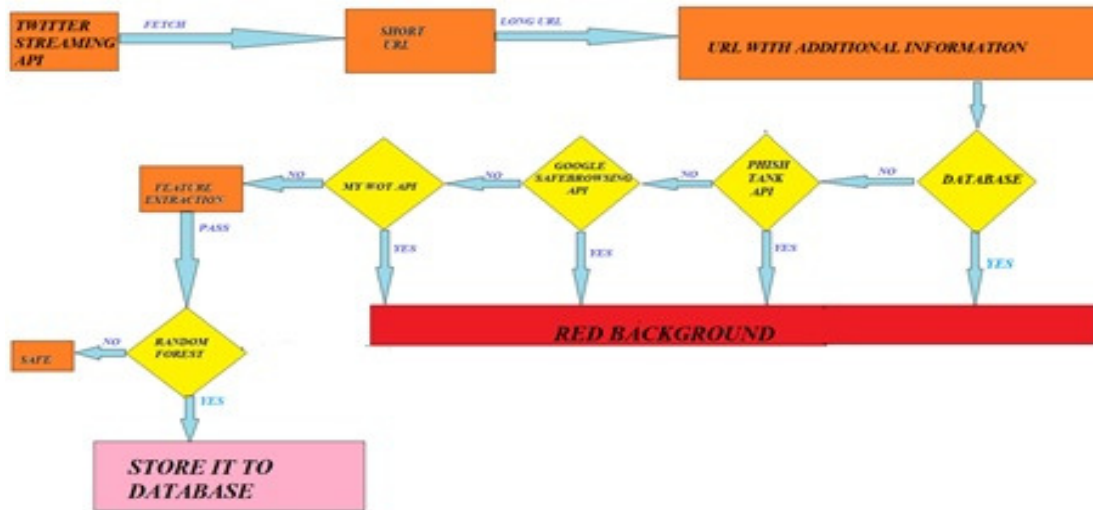 TWITTER
STREAMING
API
FETCH
SHORT
URL
LONG URL
URL WITH ADDITIONAL INFORMATION
DATABASE
NO
PHISH
TANK
API
NO
GOOGLE
SAFEBROWSING
API
NO
MY WOT API
NO
FEATURE
EXTRACTION
YES
YES
YES
YES
PASS
RED BACKGROUND
RANDOM
FOREST
NO
SAFE
YES
STORE IT TO
DATABASE